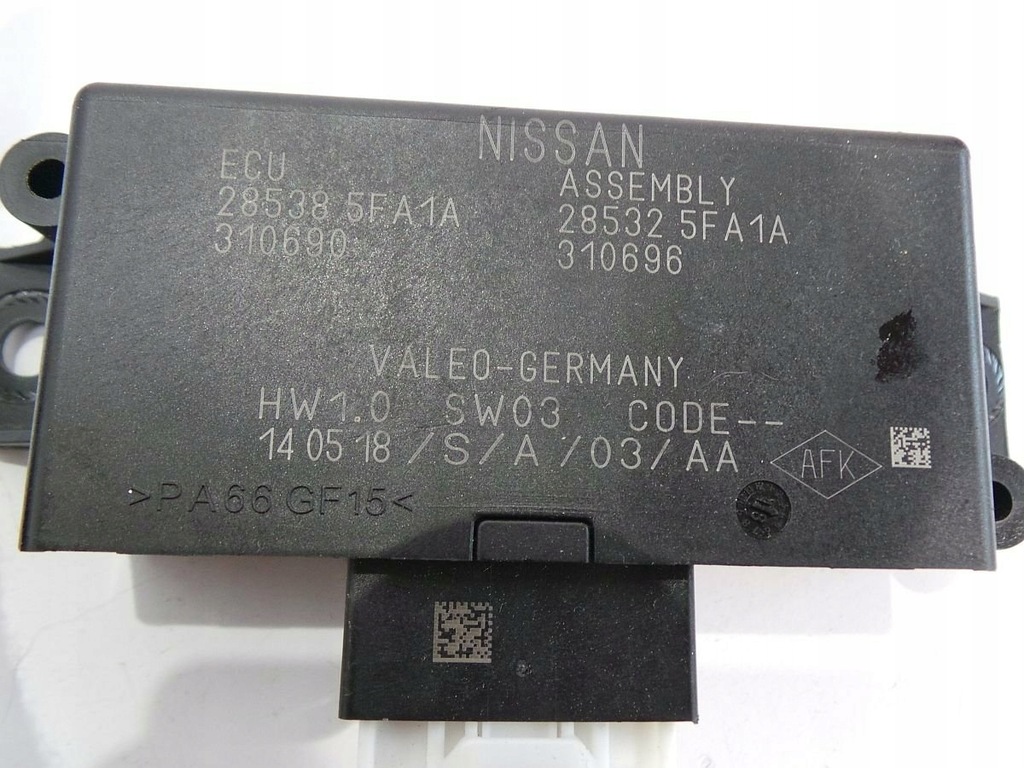 NISSAN
ECU
28538 5FA1A
310690
ASSEMBLY
28532 5FA1A
310696
VALEO-GERMANY
HW1.0 SW03 CODE--
14 05 18 /S/A/03/AA
AFK
>PA66 GF15<